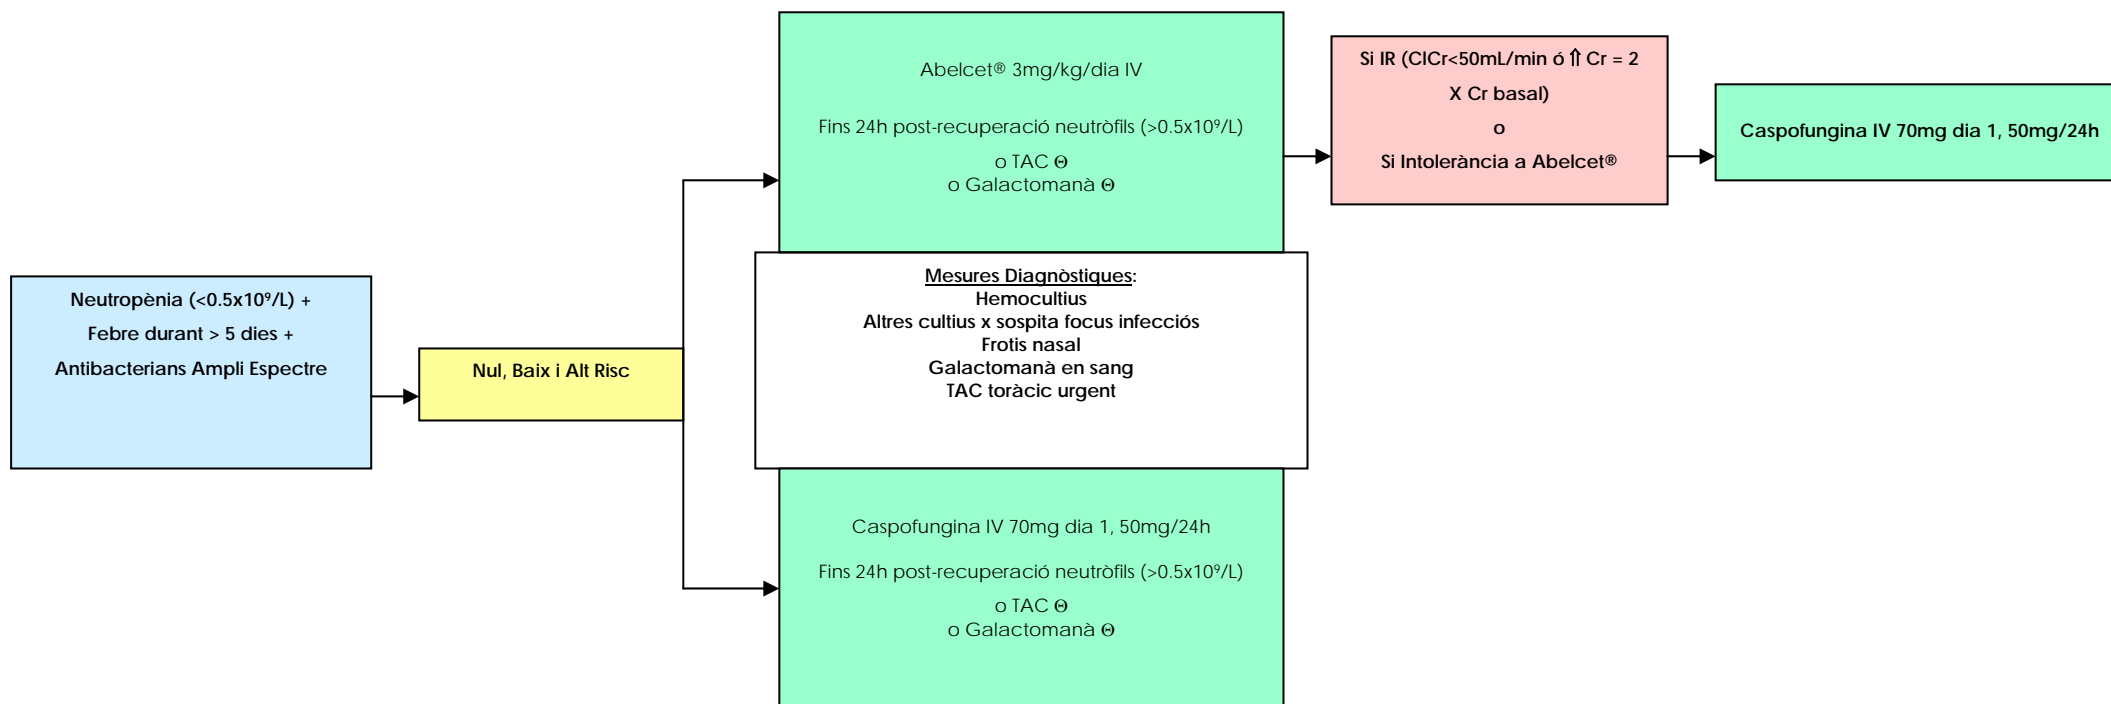 Neutropènia (<0.5x10⁹/L) +
Febre durant > 5 dies +
Antibacterians Ampli Espectre
Nul, Baix i Alt Risc
Abelcet® 3mg/kg/dia IV
Fins 24h post-recuperació neutròfils (>0.5x10⁹/L)
o TAC Θ
o Galactomanà Θ
Mesures Diagnòstiques:
Hemocultius
Altres cultius x sospita focus infecciós
Frotis nasal
Galactomanà en sang
TAC toràcic urgent
Caspofungina IV 70mg dia 1, 50mg/24h
Fins 24h post-recuperació neutròfils (>0.5x10⁹/L)
o TAC Θ
o Galactomanà Θ
Si IR (ClCr<50mL/min ó ⇑ Cr = 2
X Cr basal)
o
Si Intolerància a Abelcet®
Caspofungina IV 70mg dia 1, 50mg/24h